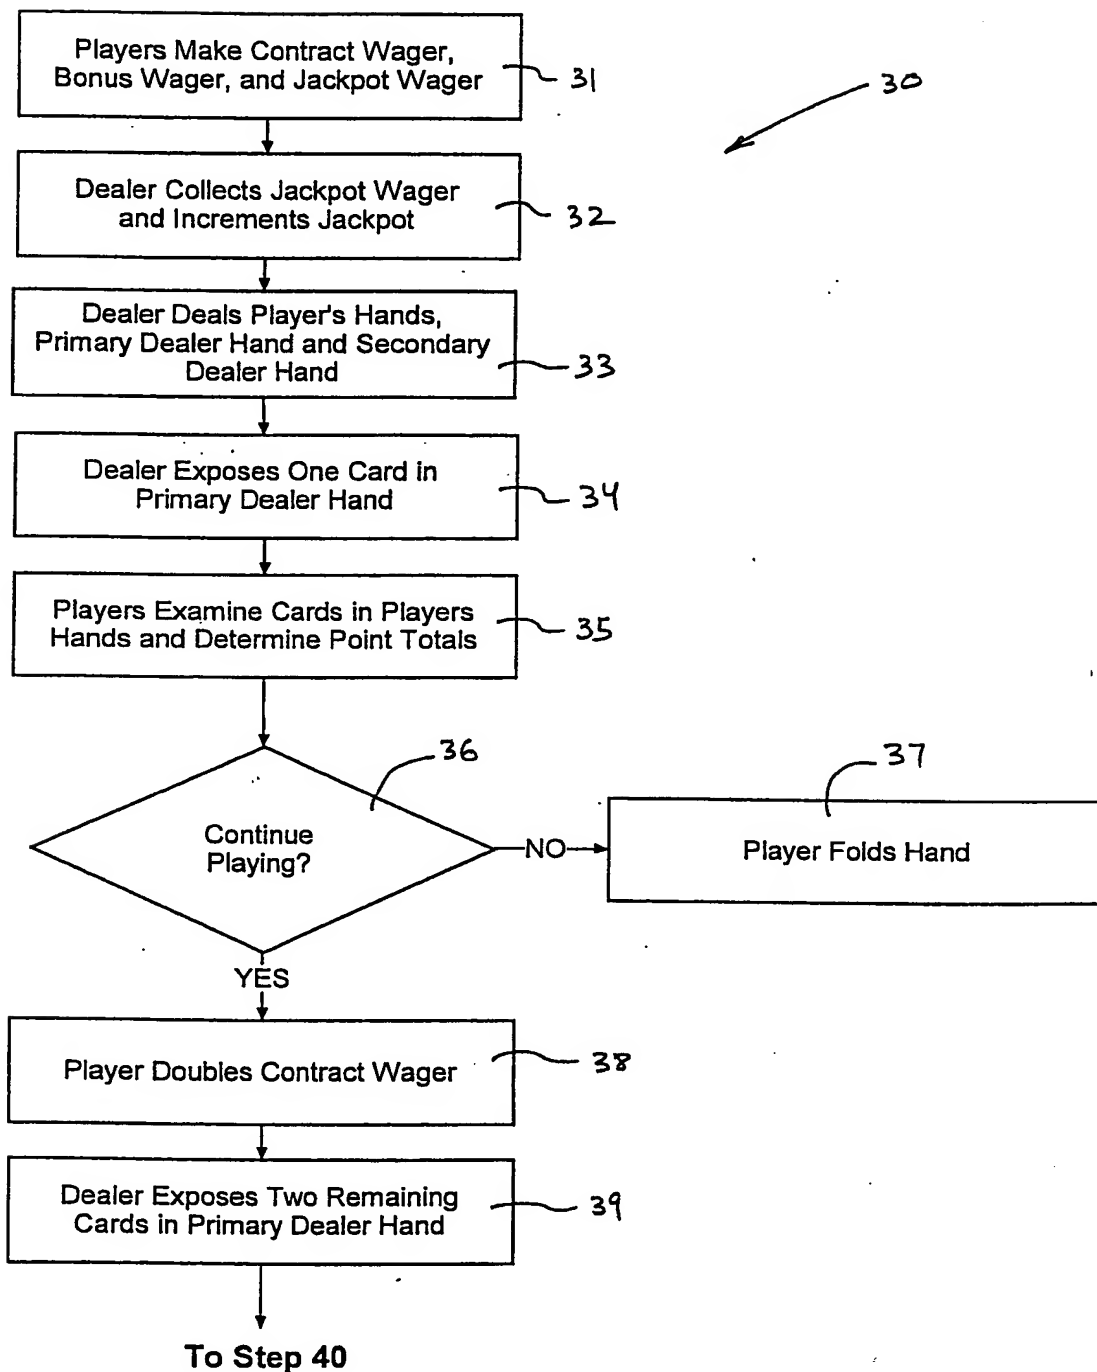 Players Make Contract Wager,
Bonus Wager, and Jackpot Wager
31
30
Dealer Collects Jackpot Wager
and Increments Jackpot
32
Dealer Deals Player's Hands,
Primary Dealer Hand and Secondary
Dealer Hand
33
Dealer Exposes One Card in
Primary Dealer Hand
34
Players Examine Cards in Players
Hands and Determine Point Totals
35
36
37
Continue
Playing?
NO
Player Folds Hand
YES
Player Doubles Contract Wager
38
Dealer Exposes Two Remaining
Cards in Primary Dealer Hand
39
To Step 40